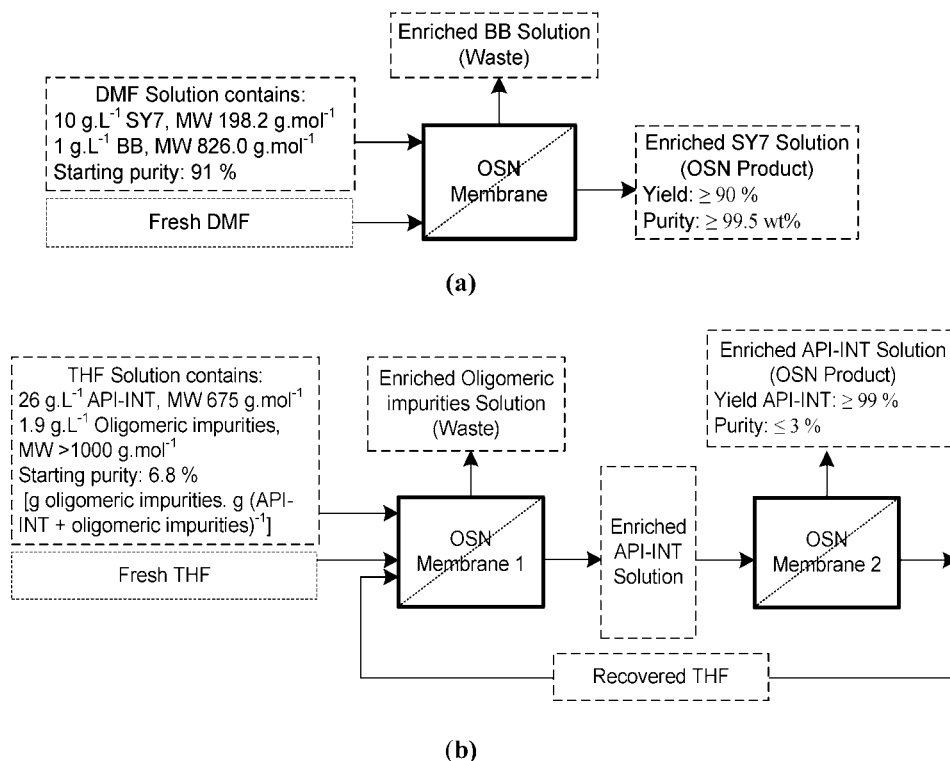 Enriched BB Solution
(Waste)
DMF Solution contains:
10 g.L⁻¹ SY7, MW 198.2 g.mol⁻¹
1 g.L⁻¹ BB, MW 826.0 g.mol⁻¹
Starting purity: 91 %
Fresh DMF
OSN
Membrane
Enriched SY7 Solution
(OSN Product)
Yield: ≥ 90 %
Purity: ≥ 99.5 wt%
(a)
THF Solution contains:
26 g.L⁻¹ API-INT, MW 675 g.mol⁻¹
1.9 g.L⁻¹ Oligomeric impurities,
MW >1000 g.mol⁻¹
Starting purity: 6.8 %
[g oligomeric impurities. g (API-
INT + oligomeric impurities)⁻¹]
Fresh THF
Enriched Oligomeric
impurities Solution
(Waste)
OSN
Membrane 1
Enriched
API-INT
Solution
Enriched API-INT Solution
(OSN Product)
Yield API-INT: ≥ 99 %
Purity: ≤ 3 %
OSN
Membrane 2
Recovered THF
(b)